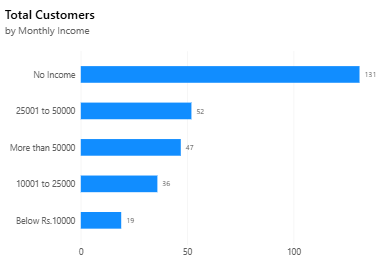 Total Customers
by Monthly Income
No Income 131
25001 to 50000 52
More than 50000 47
10001 to 25000 36
Below Rs.10000 19
0 50 100